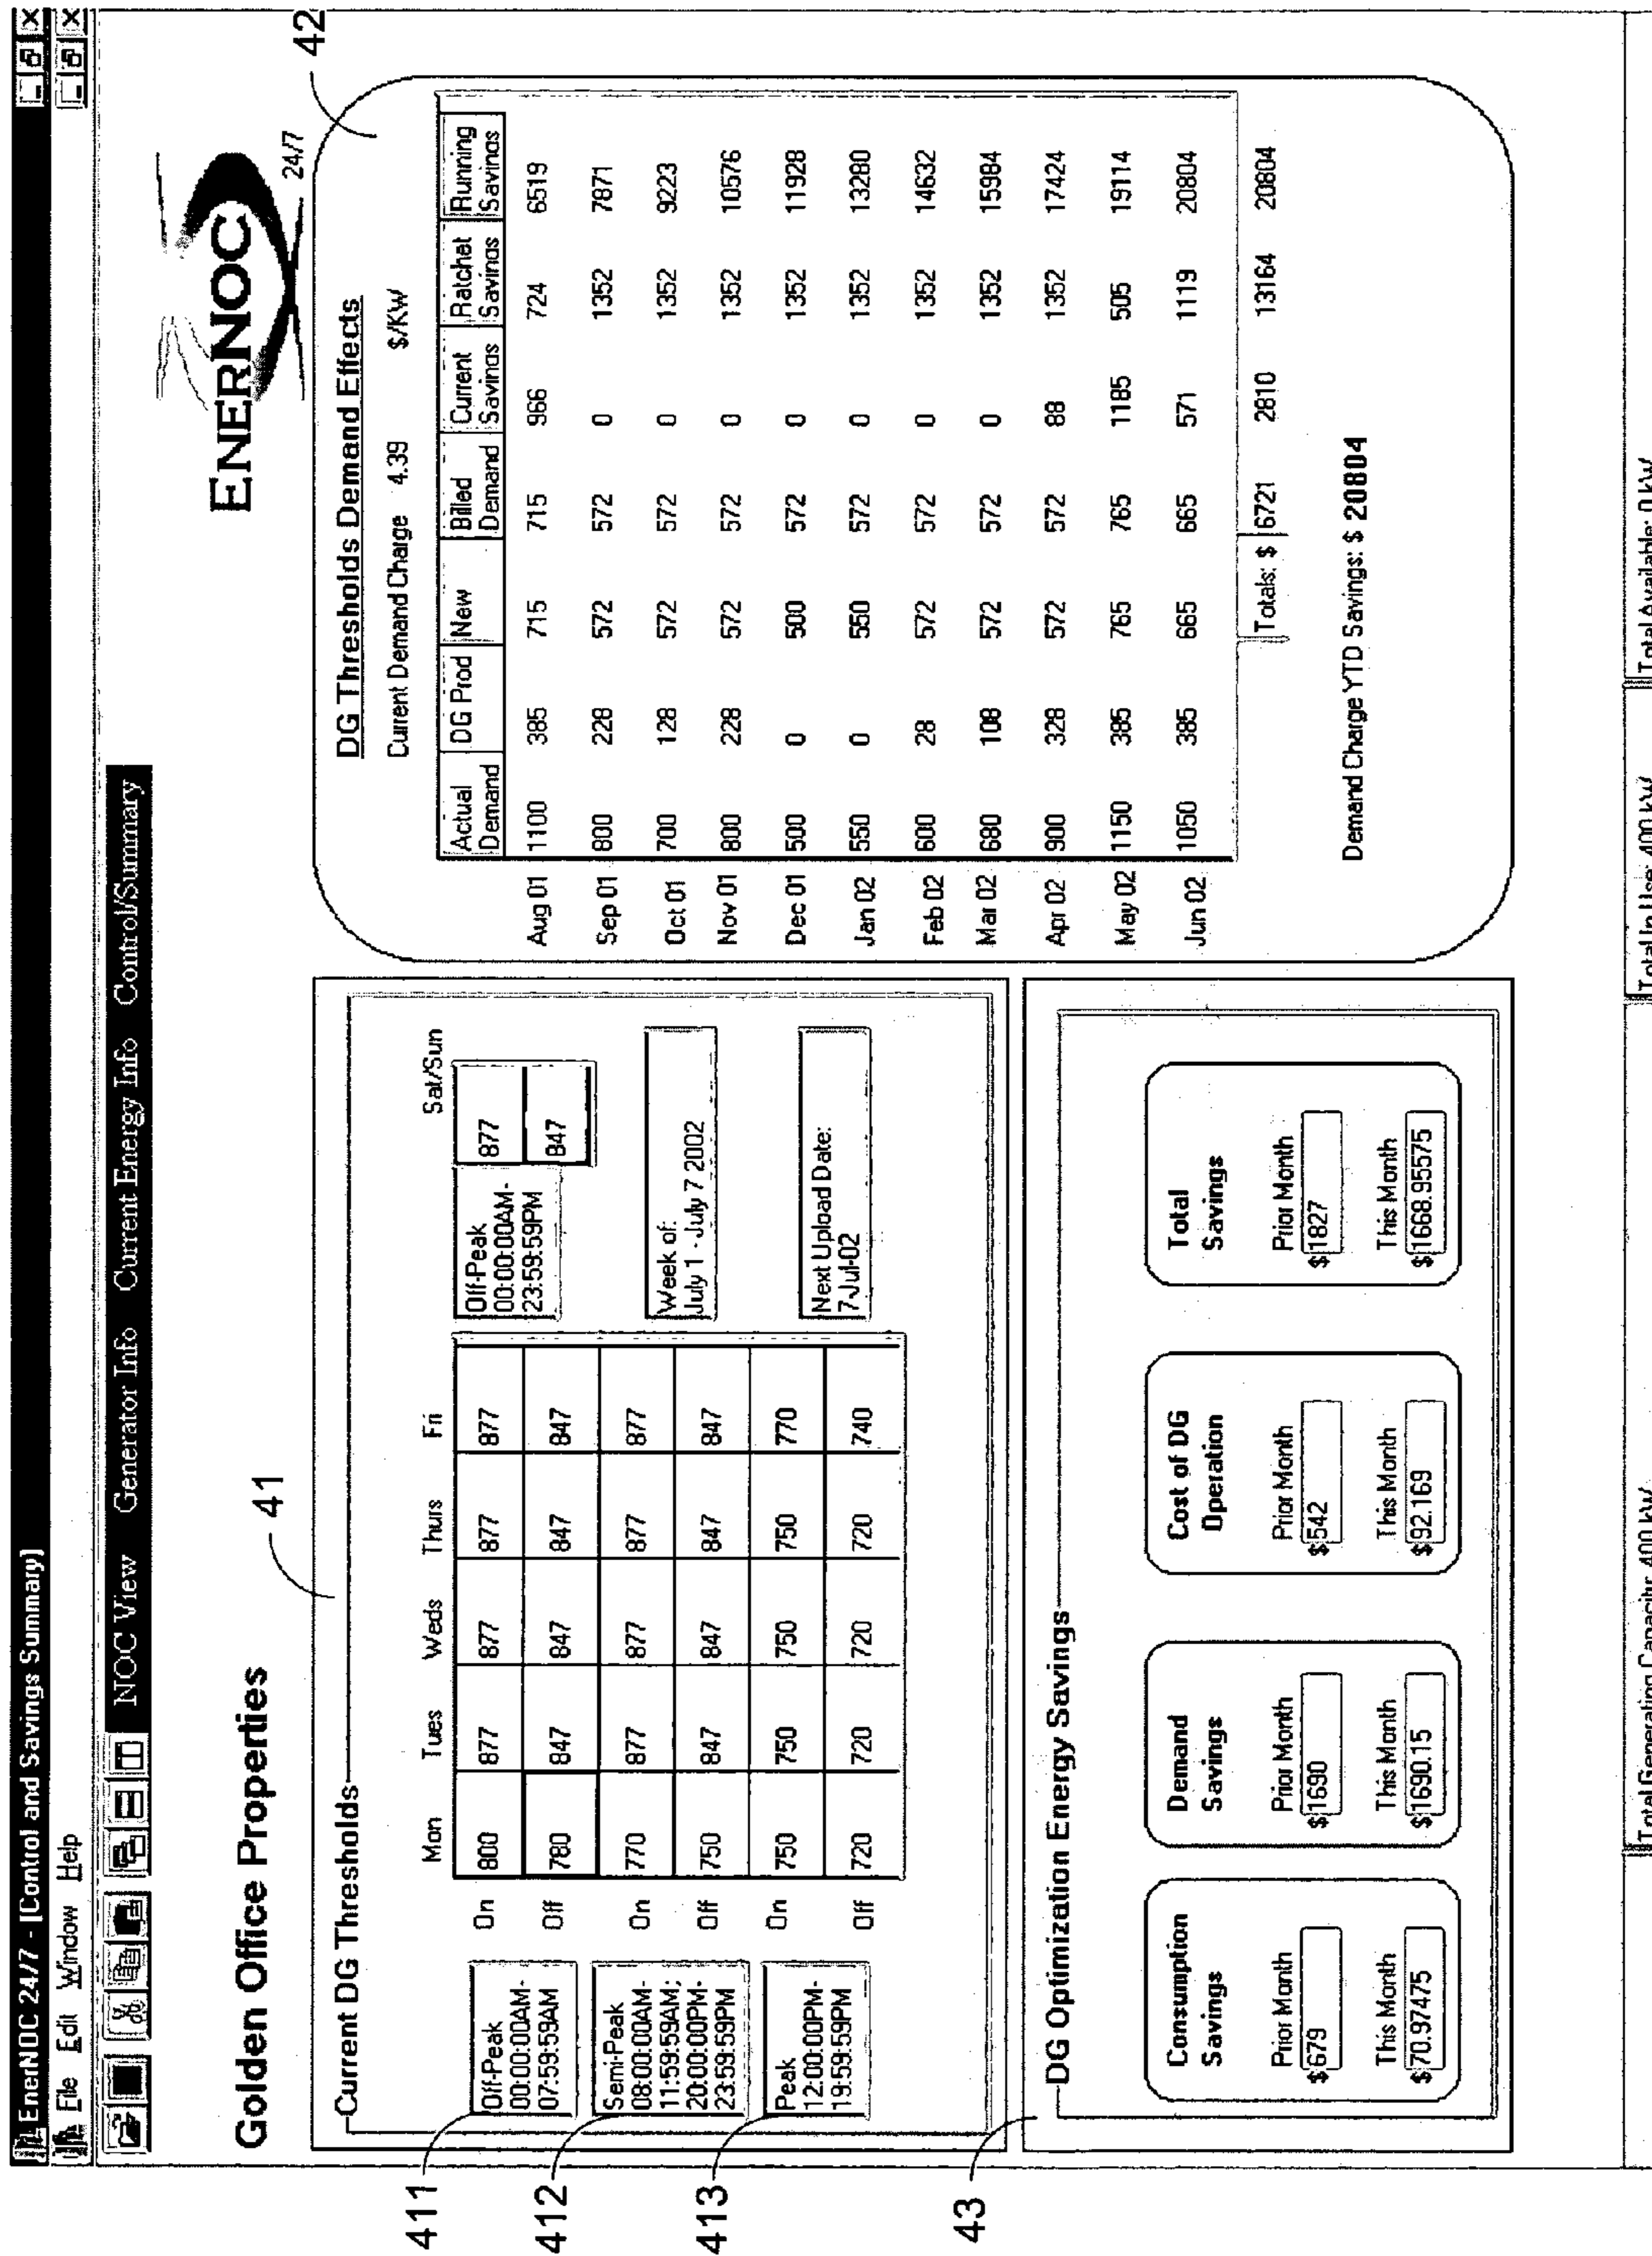 EnerNOC 24/7 - [Control and Savings Summary]
File Edit Window Help
NOC View Generator Info Current Energy Info Control/Summary
Golden Office Properties
ENERNOC
24/7
41
42
Current DG Thresholds
Mon Tues Weds Thurs Fri Sat/Sun
411
Off-Peak
00:00:00AM-
07:59:59AM
On 800 877 877 877 877
Off 780 847 847 847 847
412
Semi-Peak
08:00:00AM-
11:59:59AM;
20:00:00PM-
23:59:59PM
On 770 877 877 877 877
Off 750 847 847 847 847
413
Peak
12:00:00PM-
19:59:59PM
On 750 750 750 750 770
Off 720 720 720 720 740
Off-Peak
00:00:00AM-
23:59:59PM
877
847
Week of:
July 1 - July 7 2002
Next Upload Date:
7-Jul-02
DG Thresholds Demand Effects
Current Demand Charge 4.39 $/KW
Actual Demand DG Prod New Billed Demand Current Savings Ratchat Savings Running Savings
Aug 01 1100 385 715 715 966 724 6519
Sep 01 800 228 572 572 0 1352 7871
Oct 01 700 128 572 572 0 1352 9223
Nov 01 800 228 572 572 0 1352 10576
Dec 01 500 0 500 572 0 1352 11928
Jan 02 550 0 550 572 0 1352 13280
Feb 02 600 28 572 572 0 1352 14632
Mar 02 680 108 572 572 0 1352 15984
Apr 02 900 328 572 572 88 1352 17424
May 02 1150 385 765 765 1185 505 19114
Jun 02 1050 385 665 665 571 1119 20804
Totals: $ 6721 2810 13164 20804
Demand Charge YTD Savings: $ 20804
43
DG Optimization Energy Savings
Consumption
Savings
Prior Month
$679
This Month
$70.97475
Demand
Savings
Prior Month
$1690
This Month
$1690.15
Cost of DG
Operation
Prior Month
$542
This Month
$92.169
Total
Savings
Prior Month
$1827
This Month
$1668.95575
Total Generating Capacity: 400 kW Total In Use: 400 kW Total Available: 0 kW